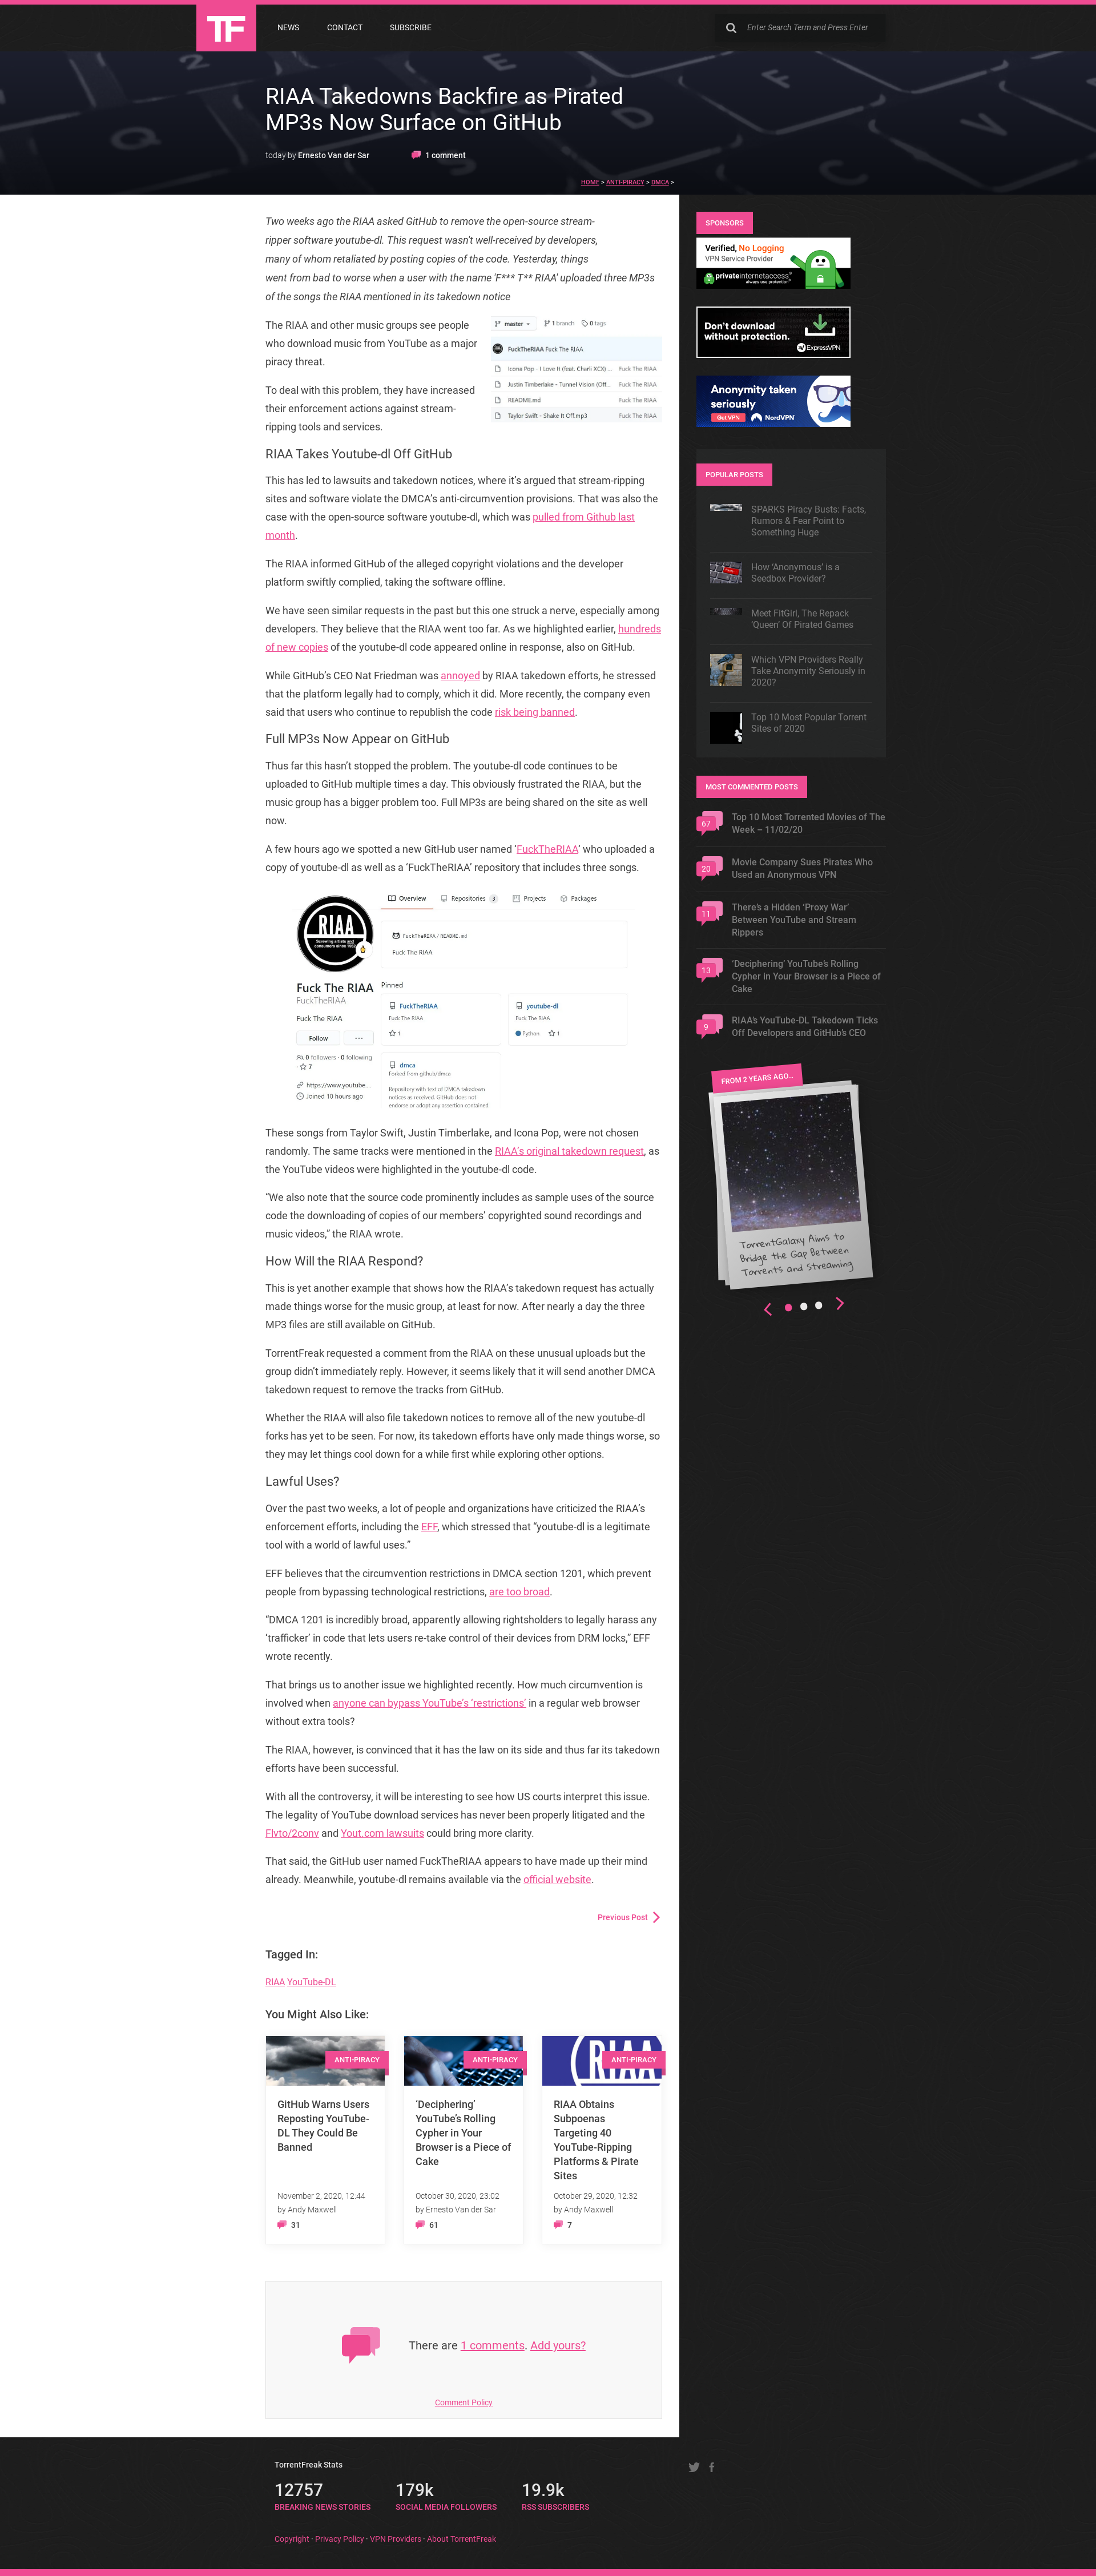 TF
NEWS
CONTACT
SUBSCRIBE
Enter Search Term and Press Enter
RIAA Takedowns Backfire as Pirated
MP3s Now Surface on GitHub
today by Ernesto Van der Sar
1 comment
HOME > ANTI-PIRACY > DMCA >
Two weeks ago the RIAA asked GitHub to remove the open-source stream-
ripper software youtube-dl. This request wasn't well-received by developers,
many of whom retaliated by posting copies of the code. Yesterday, things
went from bad to worse when a user with the name 'F*** T** RIAA' uploaded three MP3s
of the songs the RIAA mentioned in its takedown notice
The RIAA and other music groups see people
who download music from YouTube as a major
piracy threat.
To deal with this problem, they have increased
their enforcement actions against stream-
ripping tools and services.
master
1 branch
0 tags
FuckTheRIAA Fuck The RIAA
Icona Pop - I Love It (feat. Charli XCX) ...
Fuck The RIAA
Justin Timberlake - Tunnel Vision (Off...
Fuck The RIAA
README.md
Fuck The RIAA
Taylor Swift - Shake It Off.mp3
Fuck The RIAA
RIAA Takes Youtube-dl Off GitHub
This has led to lawsuits and takedown notices, where it's argued that stream-ripping
sites and software violate the DMCA's anti-circumvention provisions. That was also the
case with the open-source software youtube-dl, which was pulled from Github last
month.
The RIAA informed GitHub of the alleged copyright violations and the developer
platform swiftly complied, taking the software offline.
We have seen similar requests in the past but this one struck a nerve, especially among
developers. They believe that the RIAA went too far. As we highlighted earlier, hundreds
of new copies of the youtube-dl code appeared online in response, also on GitHub.
While GitHub's CEO Nat Friedman was annoyed by RIAA takedown efforts, he stressed
that the platform legally had to comply, which it did. More recently, the company even
said that users who continue to republish the code risk being banned.
Full MP3s Now Appear on GitHub
Thus far this hasn't stopped the problem. The youtube-dl code continues to be
uploaded to GitHub multiple times a day. This obviously frustrated the RIAA, but the
music group has a bigger problem too. Full MP3s are being shared on the site as well
now.
A few hours ago we spotted a new GitHub user named 'FuckTheRIAA' who uploaded a
copy of youtube-dl as well as a 'FuckTheRIAA' repository that includes three songs.
RIAA
Screwing artists and
consumers since 1952
Fuck The RIAA
FuckTheRIAA
Fuck The RIAA
Follow
...
0 followers · 0 following
· 7
https://www.youtube....
Joined 10 hours ago
Overview
Repositories 3
Projects
Packages
FuckTheRIAA / README.md
Fuck The RIAA
Pinned
FuckTheRIAA
Fuck The RIAA
1
youtube-dl
Fuck The RIAA
Python
1
dmca
Forked from github/dmca
Repository with text of DMCA takedown
notices as received. GitHub does not
endorse or adopt any assertion contained
These songs from Taylor Swift, Justin Timberlake, and Icona Pop, were not chosen
randomly. The same tracks were mentioned in the RIAA's original takedown request, as
the YouTube videos were highlighted in the youtube-dl code.
"We also note that the source code prominently includes as sample uses of the source
code the downloading of copies of our members' copyrighted sound recordings and
music videos," the RIAA wrote.
How Will the RIAA Respond?
This is yet another example that shows how the RIAA's takedown request has actually
made things worse for the music group, at least for now. After nearly a day the three
MP3 files are still available on GitHub.
TorrentFreak requested a comment from the RIAA on these unusual uploads but the
group didn't immediately reply. However, it seems likely that it will send another DMCA
takedown request to remove the tracks from GitHub.
Whether the RIAA will also file takedown notices to remove all of the new youtube-dl
forks has yet to be seen. For now, its takedown efforts have only made things worse, so
they may let things cool down for a while first while exploring other options.
Lawful Uses?
Over the past two weeks, a lot of people and organizations have criticized the RIAA's
enforcement efforts, including the EFF, which stressed that "youtube-dl is a legitimate
tool with a world of lawful uses."
EFF believes that the circumvention restrictions in DMCA section 1201, which prevent
people from bypassing technological restrictions, are too broad.
"DMCA 1201 is incredibly broad, apparently allowing rightsholders to legally harass any
'trafficker' in code that lets users re-take control of their devices from DRM locks," EFF
wrote recently.
That brings us to another issue we highlighted recently. How much circumvention is
involved when anyone can bypass YouTube's 'restrictions' in a regular web browser
without extra tools?
The RIAA, however, is convinced that it has the law on its side and thus far its takedown
efforts have been successful.
With all the controversy, it will be interesting to see how US courts interpret this issue.
The legality of YouTube download services has never been properly litigated and the
Flvto/2conv and Yout.com lawsuits could bring more clarity.
That said, the GitHub user named FuckTheRIAA appears to have made up their mind
already. Meanwhile, youtube-dl remains available via the official website.
Previous Post
Tagged In:
RIAA YouTube-DL
You Might Also Like:
ANTI-PIRACY
GitHub Warns Users
Reposting YouTube-
DL They Could Be
Banned
November 2, 2020, 12:44
by Andy Maxwell
31
ANTI-PIRACY
'Deciphering'
YouTube's Rolling
Cypher in Your
Browser is a Piece of
Cake
October 30, 2020, 23:02
by Ernesto Van der Sar
61
RIAA
ANTI-PIRACY
RIAA Obtains
Subpoenas
Targeting 40
YouTube-Ripping
Platforms & Pirate
Sites
October 29, 2020, 12:32
by Andy Maxwell
7
There are 1 comments. Add yours?
Comment Policy
SPONSORS
Verified, No Logging
VPN Service Provider
privateinternetaccess
always use protection
Don't download
without protection.
ExpressVPN
Anonymity taken
seriously
Get VPN
NordVPN
POPULAR POSTS
SPARKS Piracy Busts: Facts,
Rumors & Fear Point to
Something Huge
How 'Anonymous' is a
Seedbox Provider?
Meet FitGirl, The Repack
'Queen' Of Pirated Games
Which VPN Providers Really
Take Anonymity Seriously in
2020?
Top 10 Most Popular Torrent
Sites of 2020
MOST COMMENTED POSTS
67
Top 10 Most Torrented Movies of The
Week – 11/02/20
20
Movie Company Sues Pirates Who
Used an Anonymous VPN
11
There's a Hidden 'Proxy War'
Between YouTube and Stream
Rippers
13
'Deciphering' YouTube's Rolling
Cypher in Your Browser is a Piece of
Cake
9
RIAA's YouTube-DL Takedown Ticks
Off Developers and GitHub's CEO
FROM 2 YEARS AGO...
TorrentGalaxy Aims to
Bridge the Gap Between
Torrents and Streaming
TorrentFreak Stats
12757
BREAKING NEWS STORIES
179k
SOCIAL MEDIA FOLLOWERS
19.9k
RSS SUBSCRIBERS
Copyright · Privacy Policy · VPN Providers · About TorrentFreak